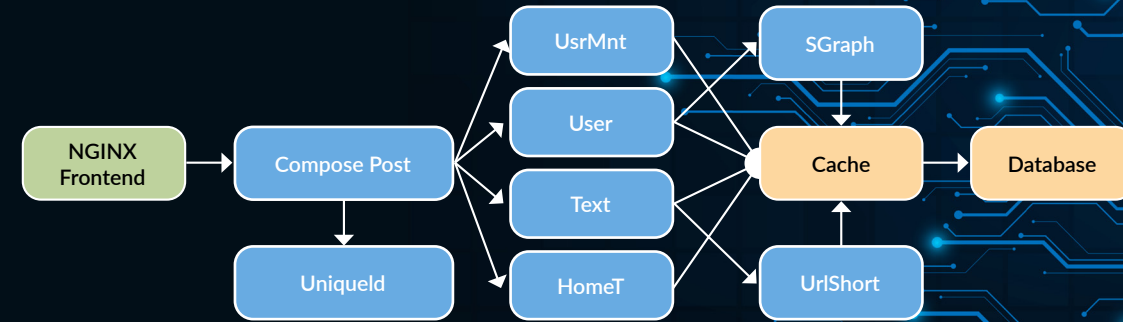 NGINX
Frontend
Compose Post
UniqueId
UsrMnt
User
Text
HomeT
SGraph
Cache
UrlShort
Database